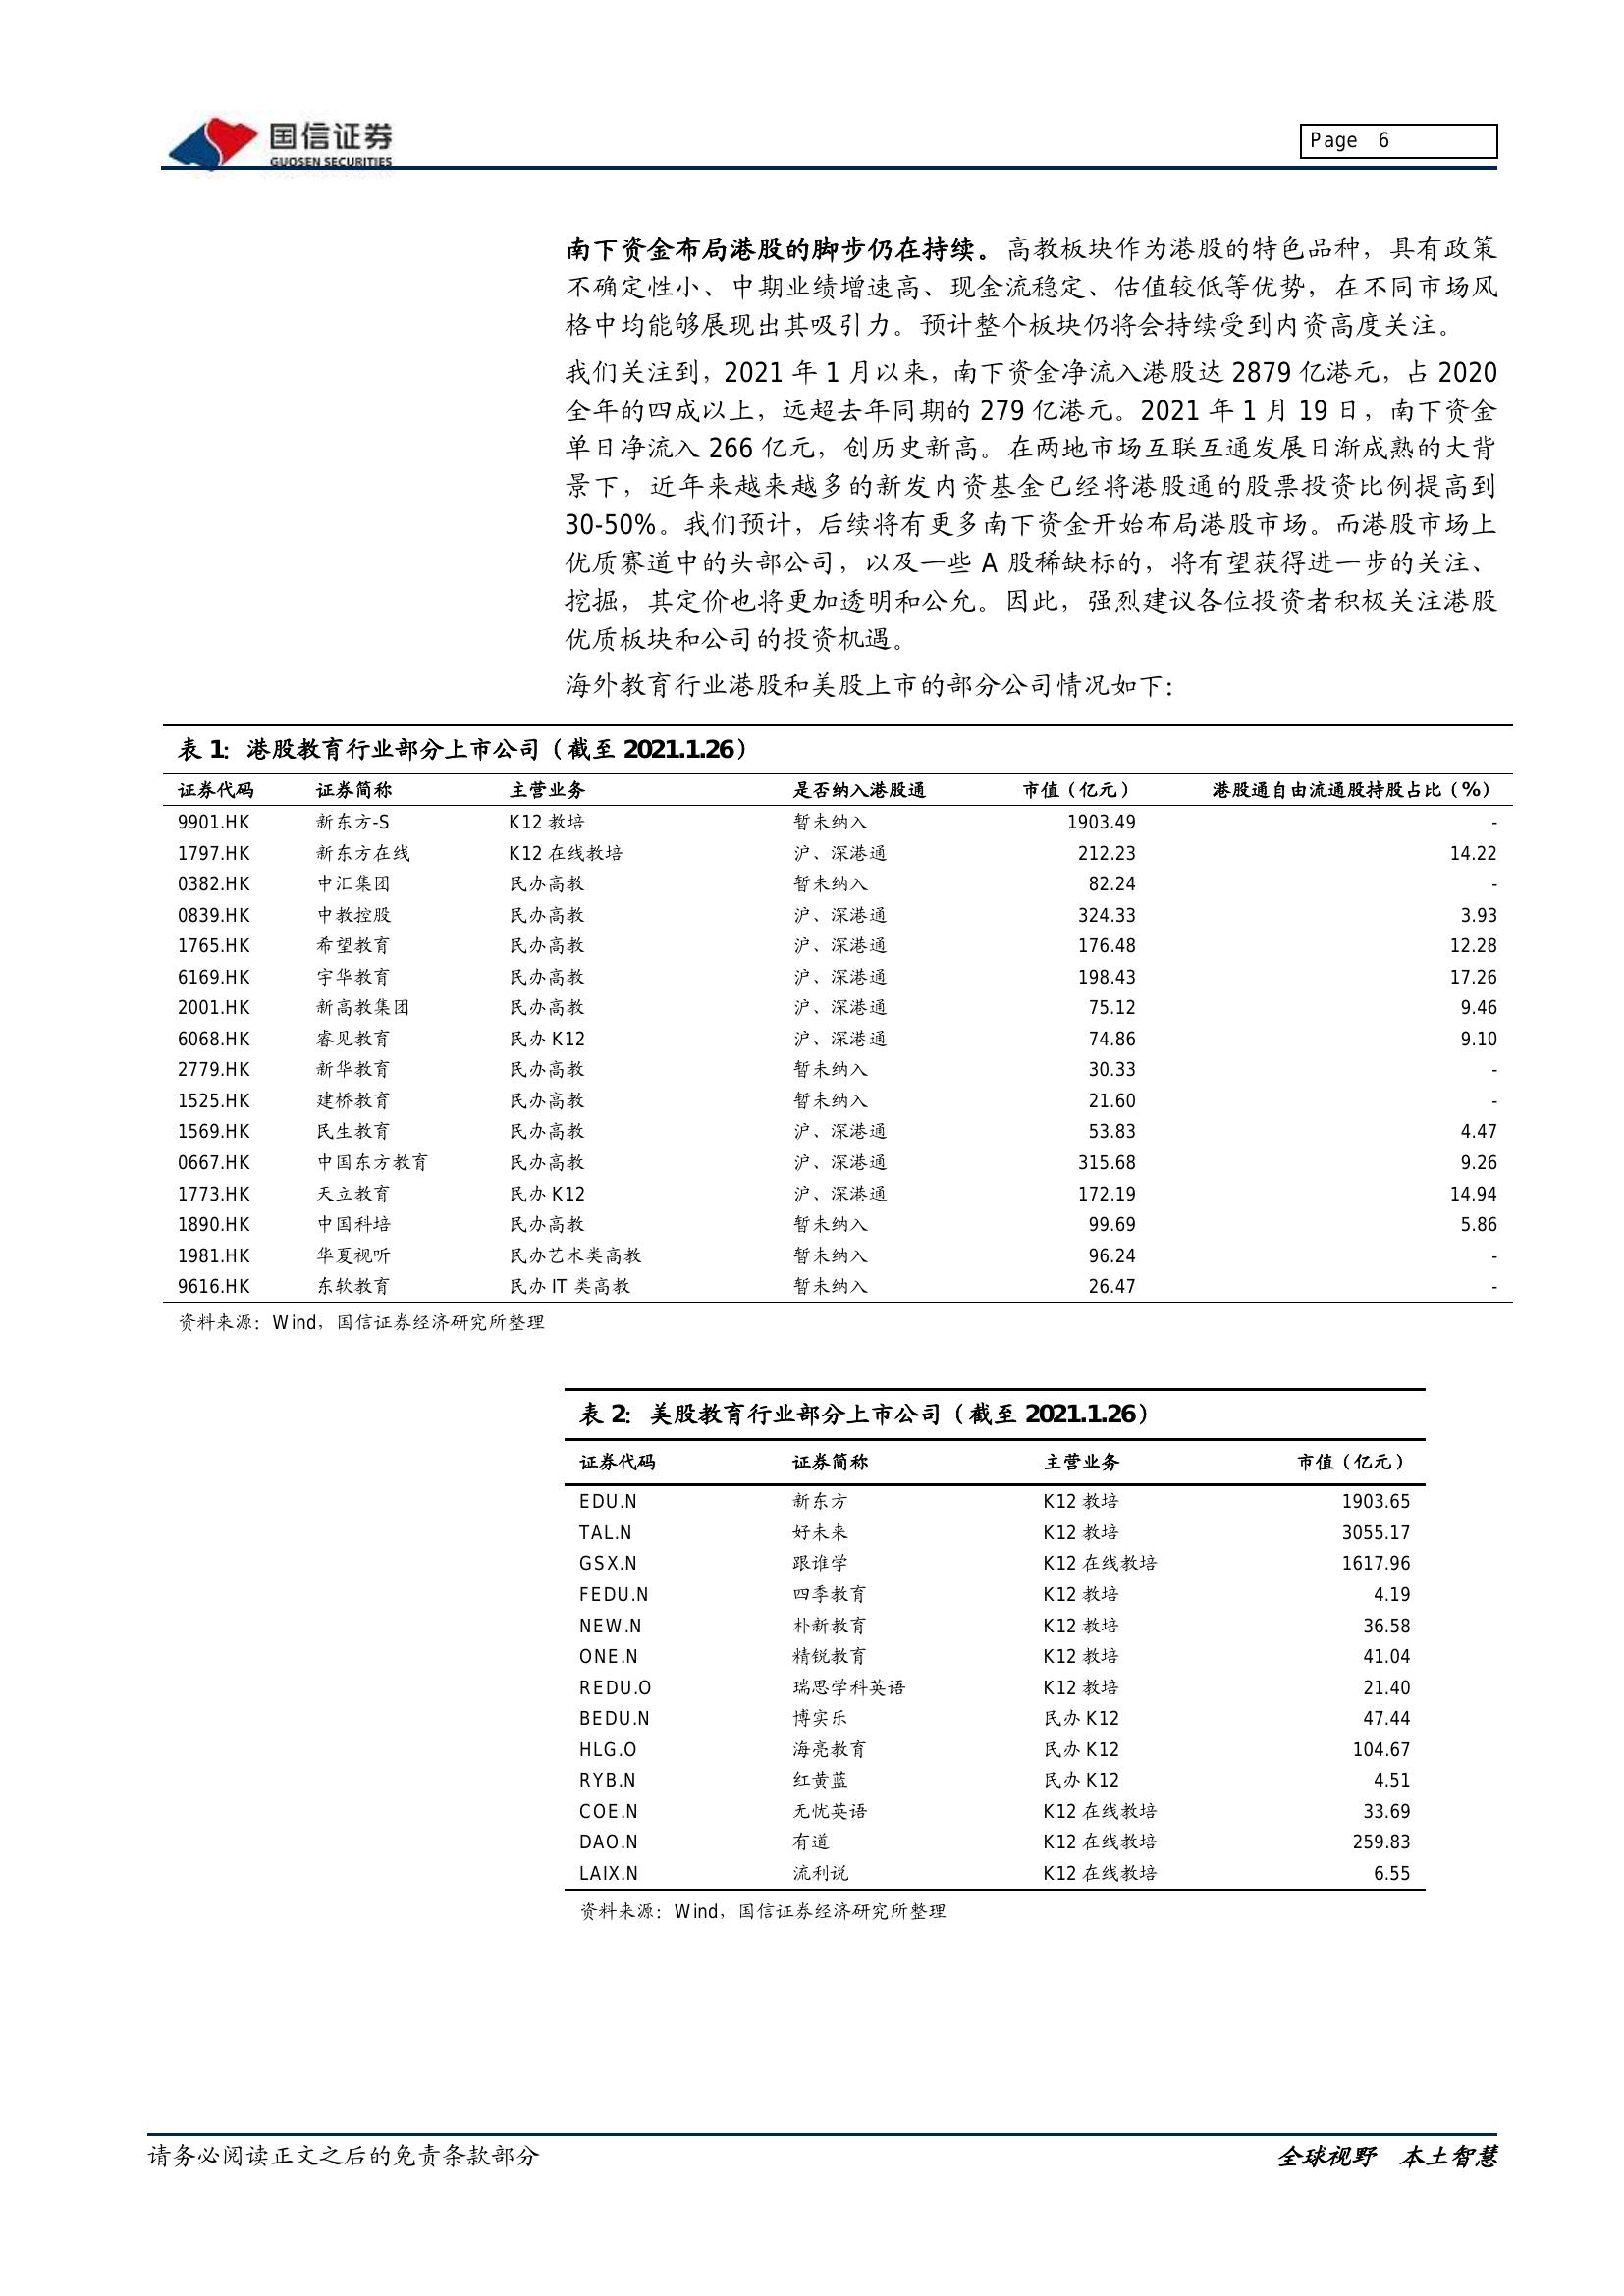 国信证券
GUOSEN SECURITIES
Page 6
南下资金布局港股的脚步仍在持续。高教板块作为港股的特色品种，具有政策
不确定性小、中期业绩增速高、现金流稳定、估值较低等优势，在不同市场风
格中均能够展现出其吸引力。预计整个板块仍将会持续受到内资高度关注。
我们关注到，2021 年 1 月以来，南下资金净流入港股达 2879 亿港元，占 2020
全年的四成以上，远超去年同期的 279 亿港元。2021 年 1 月 19 日，南下资金
单日净流入 266 亿元，创历史新高。在两地市场互联互通发展日渐成熟的大背
景下，近年来越来越多的新发内资基金已经将港股通的股票投资比例提高到
30-50%。我们预计，后续将有更多南下资金开始布局港股市场。而港股市场上
优质赛道中的头部公司，以及一些 A 股稀缺标的，将有望获得进一步的关注、
挖掘，其定价也将更加透明和公允。因此，强烈建议各位投资者积极关注港股
优质板块和公司的投资机遇。
海外教育行业港股和美股上市的部分公司情况如下：
表 1：港股教育行业部分上市公司（截至 2021.1.26）
证券代码 证券简称 主营业务 是否纳入港股通 市值（亿元） 港股通自由流通股持股占比（%）
9901.HK 新东方-S K12 教培 暂未纳入 1903.49 -
1797.HK 新东方在线 K12 在线教培 沪、深港通 212.23 14.22
0382.HK 中汇集团 民办高教 暂未纳入 82.24 -
0839.HK 中教控股 民办高教 沪、深港通 324.33 3.93
1765.HK 希望教育 民办高教 沪、深港通 176.48 12.28
6169.HK 宇华教育 民办高教 沪、深港通 198.43 17.26
2001.HK 新高教集团 民办高教 沪、深港通 75.12 9.46
6068.HK 睿见教育 民办 K12 沪、深港通 74.86 9.10
2779.HK 新华教育 民办高教 暂未纳入 30.33 -
1525.HK 建桥教育 民办高教 暂未纳入 21.60 -
1569.HK 民生教育 民办高教 沪、深港通 53.83 4.47
0667.HK 中国东方教育 民办高教 沪、深港通 315.68 9.26
1773.HK 天立教育 民办 K12 沪、深港通 172.19 14.94
1890.HK 中国科培 民办高教 暂未纳入 99.69 5.86
1981.HK 华夏视听 民办艺术类高教 暂未纳入 96.24 -
9616.HK 东软教育 民办 IT 类高教 暂未纳入 26.47 -
资料来源：Wind，国信证券经济研究所整理
表 2：美股教育行业部分上市公司（截至 2021.1.26）
证券代码 证券简称 主营业务 市值（亿元）
EDU.N 新东方 K12 教培 1903.65
TAL.N 好未来 K12 教培 3055.17
GSX.N 跟谁学 K12 在线教培 1617.96
FEDU.N 四季教育 K12 教培 4.19
NEW.N 朴新教育 K12 教培 36.58
ONE.N 精锐教育 K12 教培 41.04
REDU.O 瑞思学科英语 K12 教培 21.40
BEDU.N 博实乐 民办 K12 47.44
HLG.O 海亮教育 民办 K12 104.67
RYB.N 红黄蓝 民办 K12 4.51
COE.N 无忧英语 K12 在线教培 33.69
DAO.N 有道 K12 在线教培 259.83
LAIX.N 流利说 K12 在线教培 6.55
资料来源：Wind，国信证券经济研究所整理
请务必阅读正文之后的免责条款部分
全球视野 本土智慧